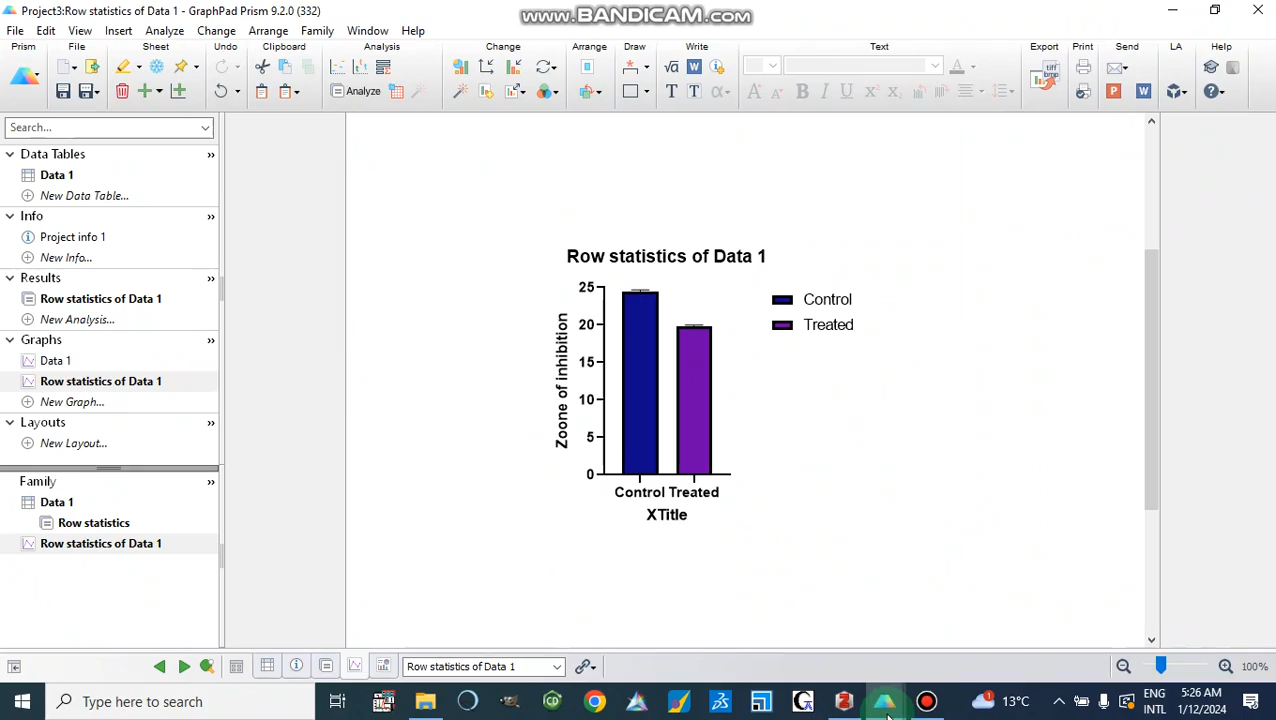 www.BANDICAM.com
Project3:Row statistics of Data 1 - GraphPad Prism 9.2.0 (332)
File Edit View Insert Analyze Change Arrange Family Window Help
Prism File Sheet Undo Clipboard Analysis Change Arrange Draw Write Text Export Print Send LA Help
Analyze
Search...
Data Tables
Data 1
New Data Table...
Info
Project info 1
New Info...
Results
Row statistics of Data 1
New Analysis...
Graphs
Data 1
Row statistics of Data 1
New Graph...
Layouts
New Layout...
Family
Data 1
Row statistics
Row statistics of Data 1
Row statistics of Data 1
25
20
15
10
5
0
Zoone of inhibition
Control Treated
XTitle
Control
Treated
Row statistics of Data 1
100%
Type here to search
13°C
ENG
INTL
5:26 AM
1/12/2024